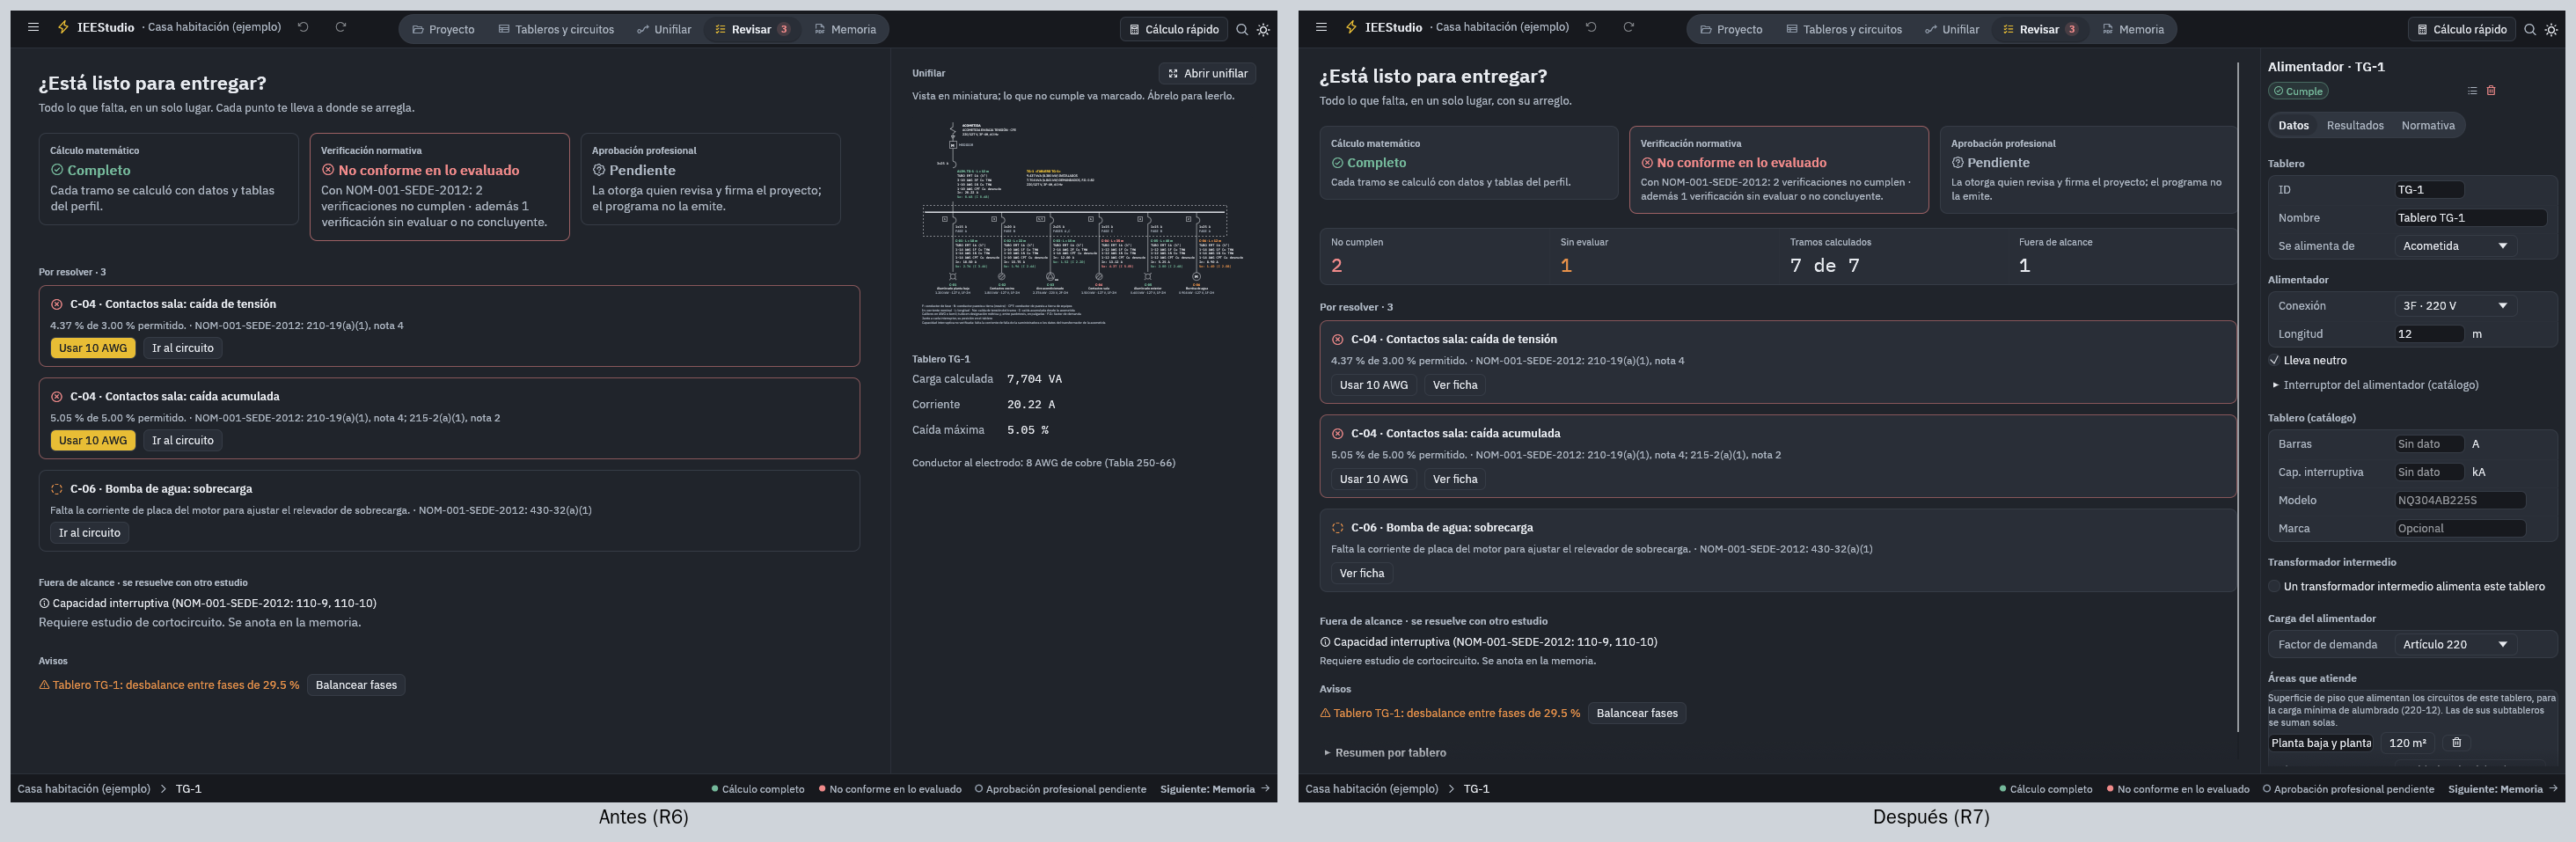 IEEStudio · Casa habitación (ejemplo)
Proyecto
Tableros y circuitos
Unifilar
Revisar 3
Memoria
Cálculo rápido
¿Está listo para entregar?
Todo lo que falta, en un solo lugar. Cada punto te lleva a donde se arregla.
Cálculo matemático
Completo
Cada tramo se calculó con datos y tablas
del perfil.
Verificación normativa
No conforme en lo evaluado
Con NOM-001-SEDE-2012: 2
verificaciones no cumplen · además 1
verificación sin evaluar o no concluyente.
Aprobación profesional
Pendiente
La otorga quien revisa y firma el proyecto;
el programa no la emite.
Por resolver · 3
C-04 · Contactos sala: caída de tensión
4.37 % de 3.00 % permitido. · NOM-001-SEDE-2012: 210-19(a)(1), nota 4
Usar 10 AWG
Ir al circuito
C-04 · Contactos sala: caída acumulada
5.05 % de 5.00 % permitido. · NOM-001-SEDE-2012: 210-19(a)(1), nota 4; 215-2(a)(1), nota 2
Usar 10 AWG
Ir al circuito
C-06 · Bomba de agua: sobrecarga
Falta la corriente de placa del motor para ajustar el relevador de sobrecarga. · NOM-001-SEDE-2012: 430-32(a)(1)
Ir al circuito
Fuera de alcance · se resuelve con otro estudio
Capacidad interruptiva (NOM-001-SEDE-2012: 110-9, 110-10)
Requiere estudio de cortocircuito. Se anota en la memoria.
Avisos
Tablero TG-1: desbalance entre fases de 29.5 %
Balancear fases
Unifilar
Abrir unifilar
Vista en miniatura; lo que no cumple va marcado. Ábrelo para leerlo.
ACOMETIDA
Tablero TG-1
Carga calculada 7,704 VA
Corriente 20.22 A
Caída máxima 5.05 %
Conductor al electrodo: 8 AWG de cobre (Tabla 250-66)
Casa habitación (ejemplo) > TG-1
Cálculo completo
No conforme en lo evaluado
Aprobación profesional pendiente
Siguiente: Memoria →
Antes (R6)
IEEStudio · Casa habitación (ejemplo)
Proyecto
Tableros y circuitos
Unifilar
Revisar 3
Memoria
Cálculo rápido
¿Está listo para entregar?
Todo lo que falta, en un solo lugar, con su arreglo.
Cálculo matemático
Completo
Cada tramo se calculó con datos y tablas del perfil.
Verificación normativa
No conforme en lo evaluado
Con NOM-001-SEDE-2012: 2 verificaciones no cumplen ·
además 1 verificación sin evaluar o no concluyente.
Aprobación profesional
Pendiente
La otorga quien revisa y firma el proyecto; el programa no
la emite.
No cumplen
2
Sin evaluar
1
Tramos calculados
7 de 7
Fuera de alcance
1
Por resolver · 3
C-04 · Contactos sala: caída de tensión
4.37 % de 3.00 % permitido. · NOM-001-SEDE-2012: 210-19(a)(1), nota 4
Usar 10 AWG
Ver ficha
C-04 · Contactos sala: caída acumulada
5.05 % de 5.00 % permitido. · NOM-001-SEDE-2012: 210-19(a)(1), nota 4; 215-2(a)(1), nota 2
Usar 10 AWG
Ver ficha
C-06 · Bomba de agua: sobrecarga
Falta la corriente de placa del motor para ajustar el relevador de sobrecarga. · NOM-001-SEDE-2012: 430-32(a)(1)
Ver ficha
Fuera de alcance · se resuelve con otro estudio
Capacidad interruptiva (NOM-001-SEDE-2012: 110-9, 110-10)
Requiere estudio de cortocircuito. Se anota en la memoria.
Avisos
Tablero TG-1: desbalance entre fases de 29.5 %
Balancear fases
Resumen por tablero
Alimentador · TG-1
Cumple
Datos
Resultados
Normativa
Tablero
ID TG-1
Nombre Tablero TG-1
Se alimenta de Acometida
Alimentador
Conexión 3F · 220 V
Longitud 12 m
Lleva neutro
Interruptor del alimentador (catálogo)
Tablero (catálogo)
Barras Sin dato A
Cap. interruptiva Sin dato kA
Modelo NQ304AB225S
Marca Opcional
Transformador intermedio
Un transformador intermedio alimenta este tablero
Carga del alimentador
Factor de demanda Artículo 220
Áreas que atiende
Superficie de piso que alimentan los circuitos de este tablero, para
la carga mínima de alumbrado (220-12). Las de sus subtableros
se suman solas.
Planta baja y planta 120 m²
Casa habitación (ejemplo) > TG-1
Cálculo completo
No conforme en lo evaluado
Aprobación profesional pendiente
Siguiente: Memoria →
Después (R7)